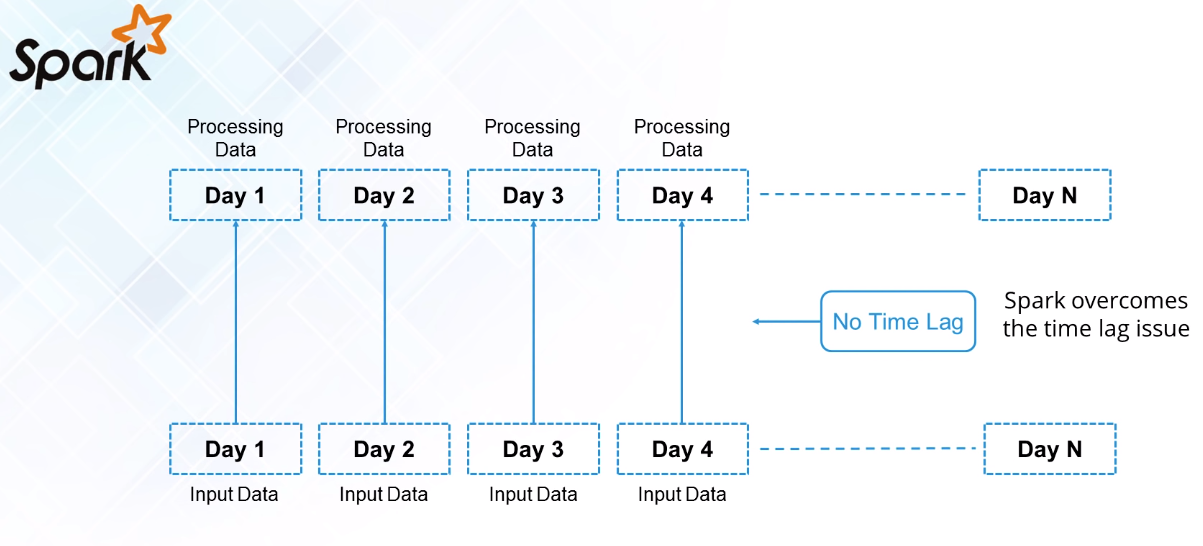 Spark
Processing
Data
Processing
Data
Processing
Data
Processing
Data
Day 1
Day 2
Day 3
Day 4
Day N
No Time Lag
Spark overcomes
the time lag issue
Day 1
Day 2
Day 3
Day 4
Day N
Input Data
Input Data
Input Data
Input Data